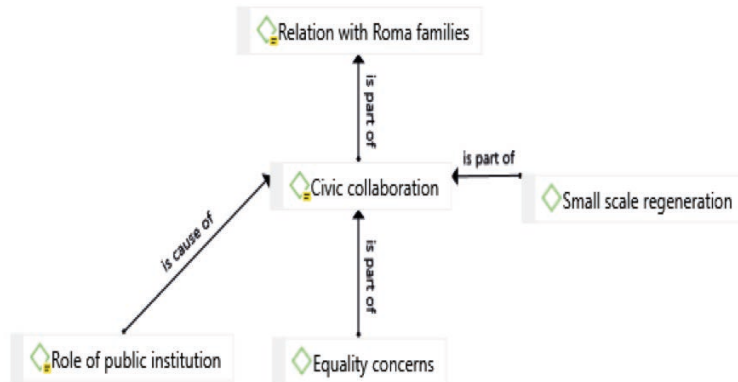 Relation with Roma families
is part of
Civic collaboration
is part of
Small scale regeneration
is cause of
is part of
Role of public institution
Equality concerns